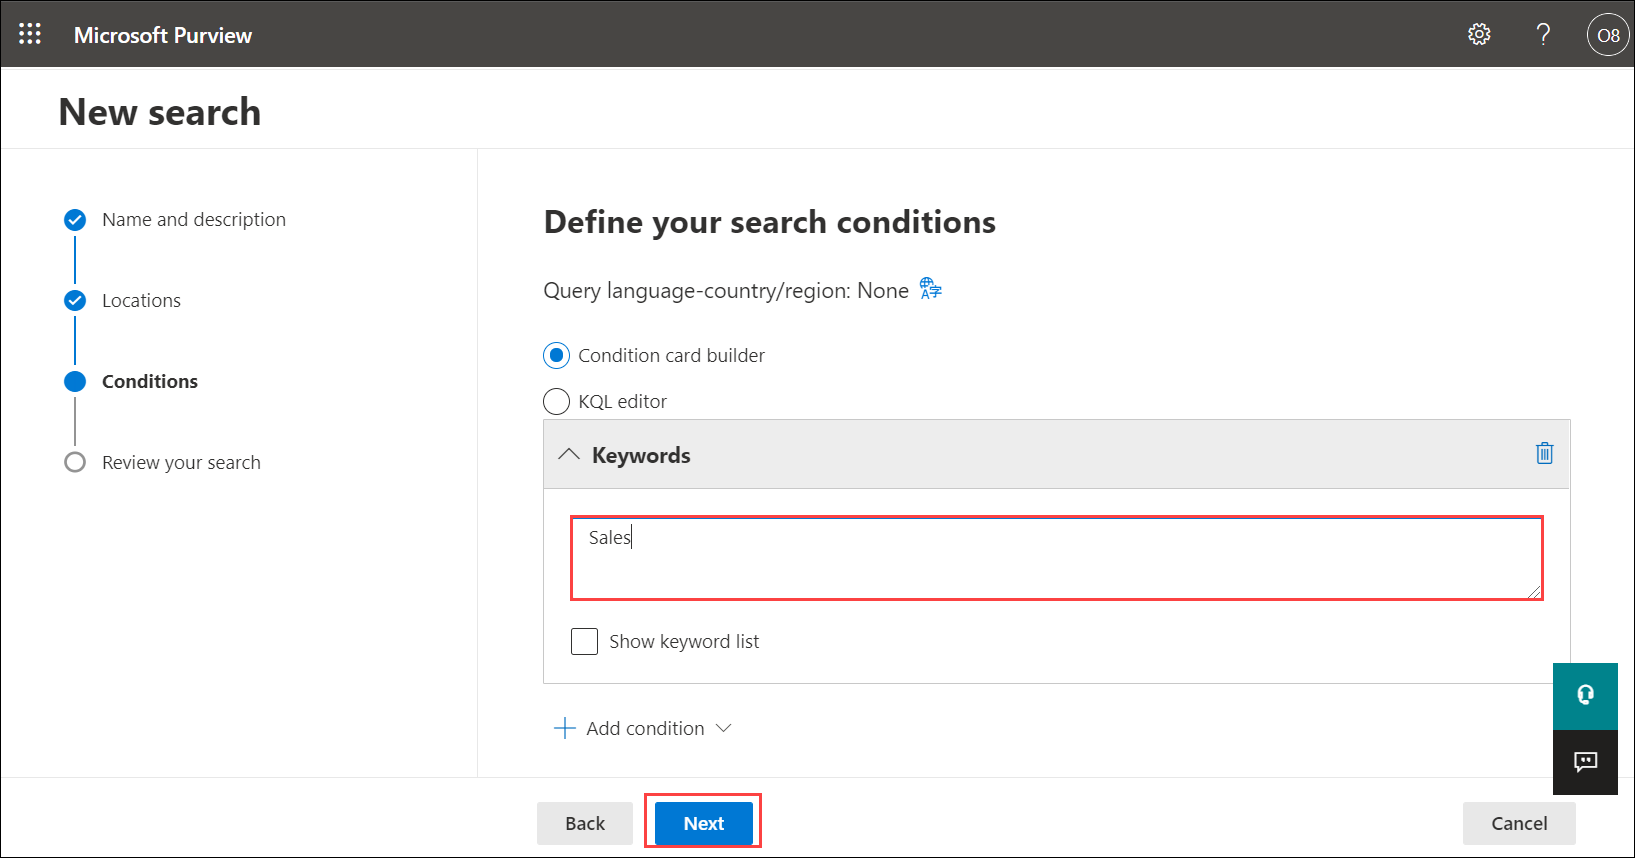 Microsoft Purview
O8
New search
Name and description
Locations
Conditions
Review your search
Define your search conditions
Query language-country/region: None
Condition card builder
KQL editor
Keywords
Sales
Show keyword list
Add condition
Back
Next
Cancel